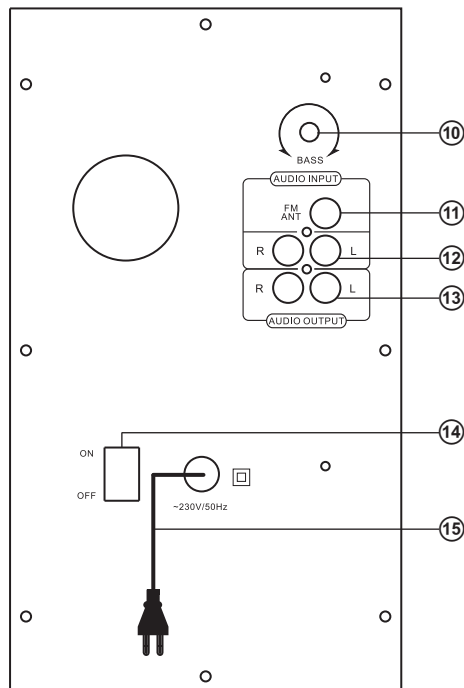 10
BASS
AUDIO INPUT
FM
ANT
11
R L
12
R L
13
AUDIO OUTPUT
14
ON
OFF
~230V/50Hz
15